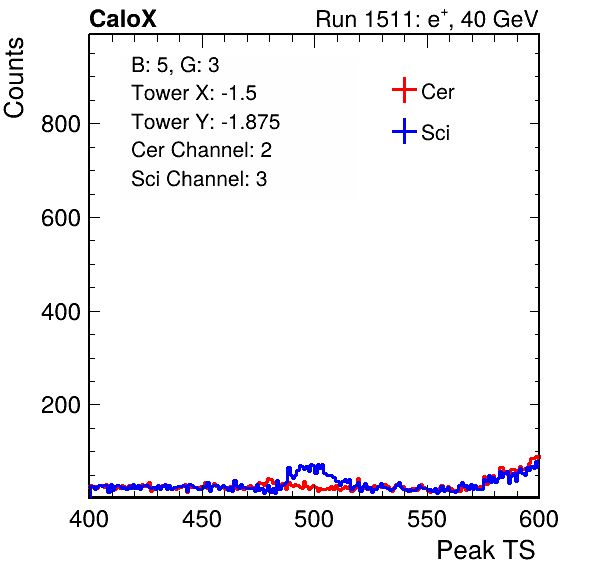 CaloX Run 1511: e+, 40 GeV
Counts
B: 5, G: 3
Tower X: -1.5
Tower Y: -1.875
Cer Channel: 2
Sci Channel: 3
Cer
Sci
800
600
400
200
400 450 500 550 600
Peak TS